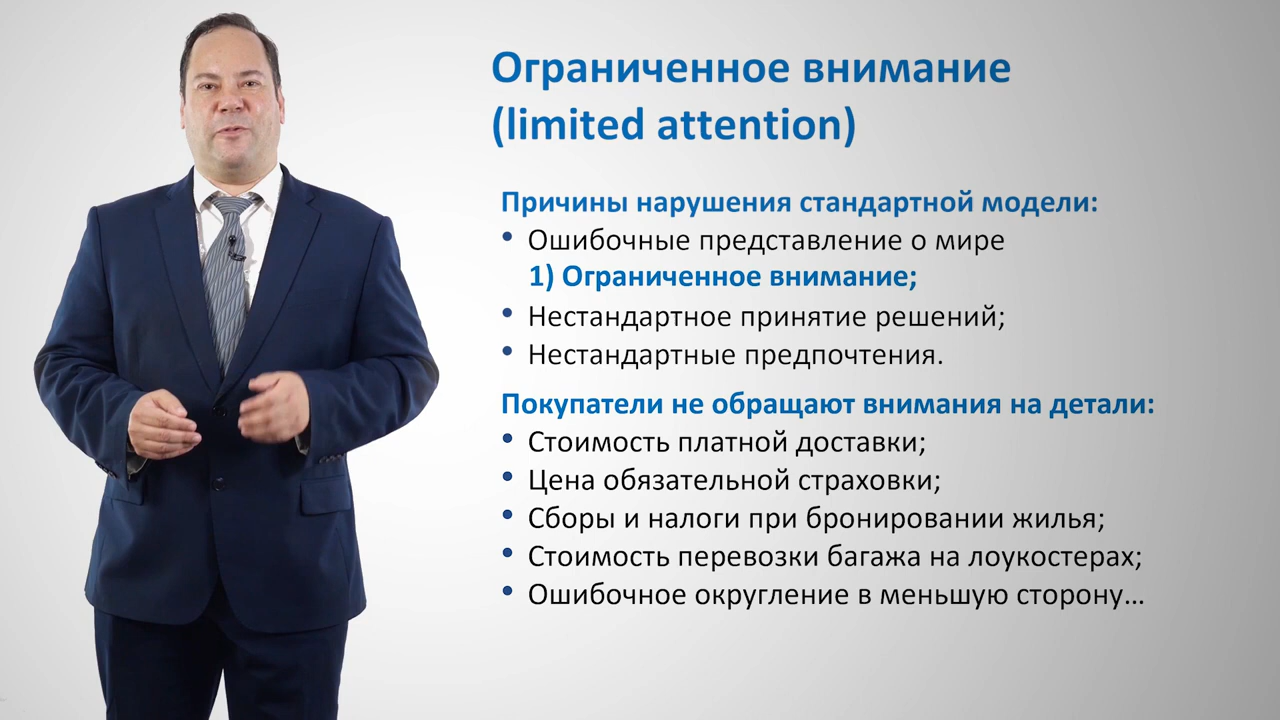 Ограниченное внимание
(limited attention)
Причины нарушения стандартной модели:
• Ошибочные представление о мире
1) Ограниченное внимание;
• Нестандартное принятие решений;
• Нестандартные предпочтения.
Покупатели не обращают внимания на детали:
• Стоимость платной доставки;
• Цена обязательной страховки;
• Сборы и налоги при бронировании жилья;
• Стоимость перевозки багажа на лоукостерах;
• Ошибочное округление в меньшую сторону...